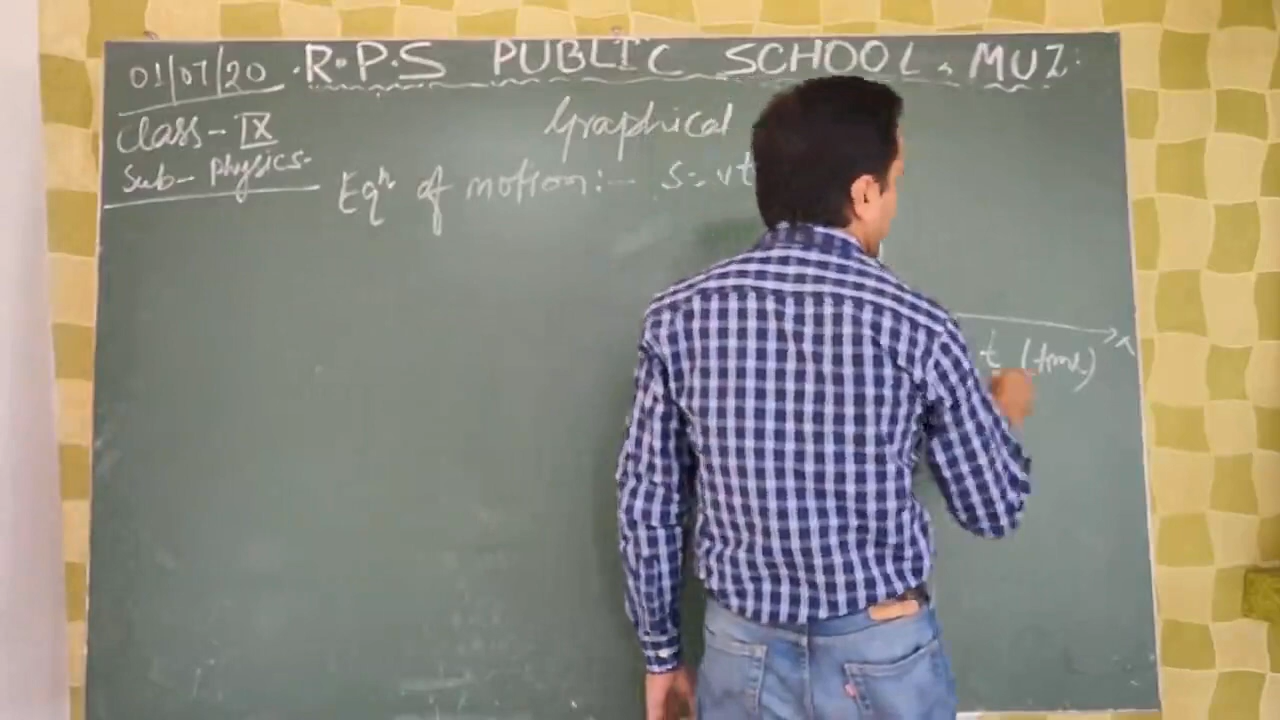 01/07/20 .R.P.S PUBLIC SCHOOL, MUZ:
Class - IX
Sub - Physics.
Graphical
Eqⁿ of motion :- S = vt
x
t (time)